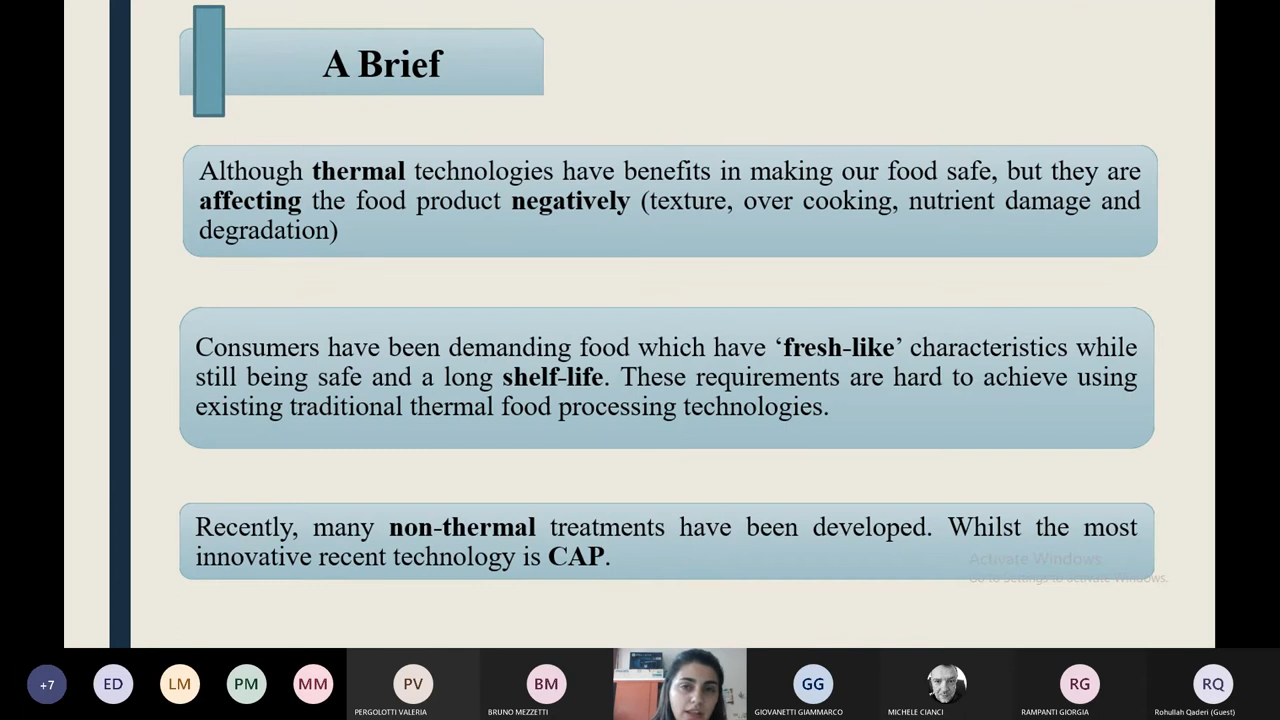 A Brief
Although thermal technologies have benefits in making our food safe, but they are
affecting the food product negatively (texture, over cooking, nutrient damage and
degradation)
Consumers have been demanding food which have ‘fresh-like’ characteristics while
still being safe and a long shelf-life. These requirements are hard to achieve using
existing traditional thermal food processing technologies.
Recently, many non-thermal treatments have been developed. Whilst the most
innovative recent technology is CAP.
Activate Windows
Go to Settings to activate Windows.
+7
ED
LM
PM
MM
PV
BM
GG
RG
RQ
PERGOLOTTI VALERIA
BRUNO MEZZETTI
GIOVANETTI GIAMMARCO
MICHELE CIANCI
RAMPANTI GIORGIA
Rohullah Qaderi (Guest)